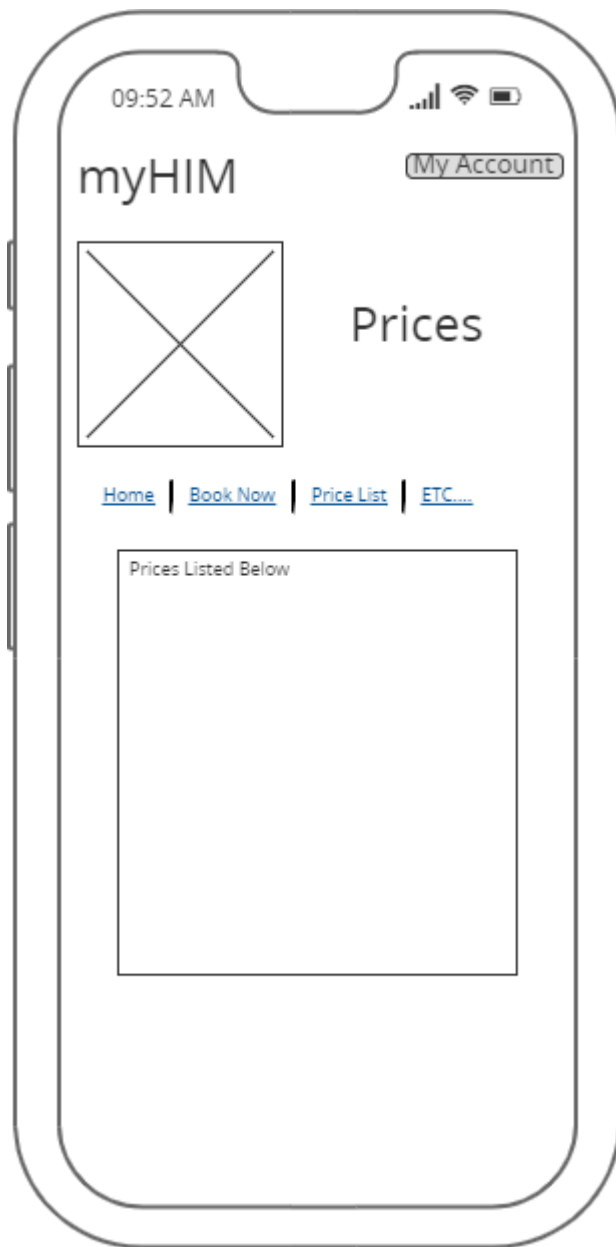 09:52 AM
myHIM
My Account
Prices
Home Book Now Price List ETC....
Prices Listed Below